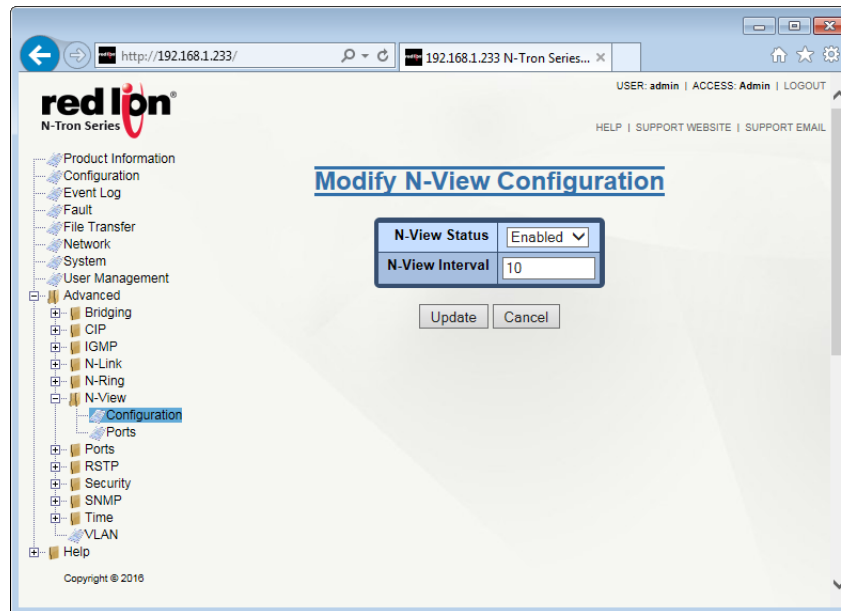 http://192.168.1.233/
192.168.1.233 N-Tron Series...
USER: admin | ACCESS: Admin | LOGOUT
red lion®
N-Tron Series
HELP | SUPPORT WEBSITE | SUPPORT EMAIL
Product Information
Configuration
Event Log
Fault
File Transfer
Network
System
User Management
Advanced
Bridging
CIP
IGMP
N-Link
N-Ring
N-View
Configuration
Ports
Ports
RSTP
Security
SNMP
Time
VLAN
Help
Copyright © 2016
Modify N-View Configuration
N-View Status Enabled
N-View Interval 10
Update Cancel